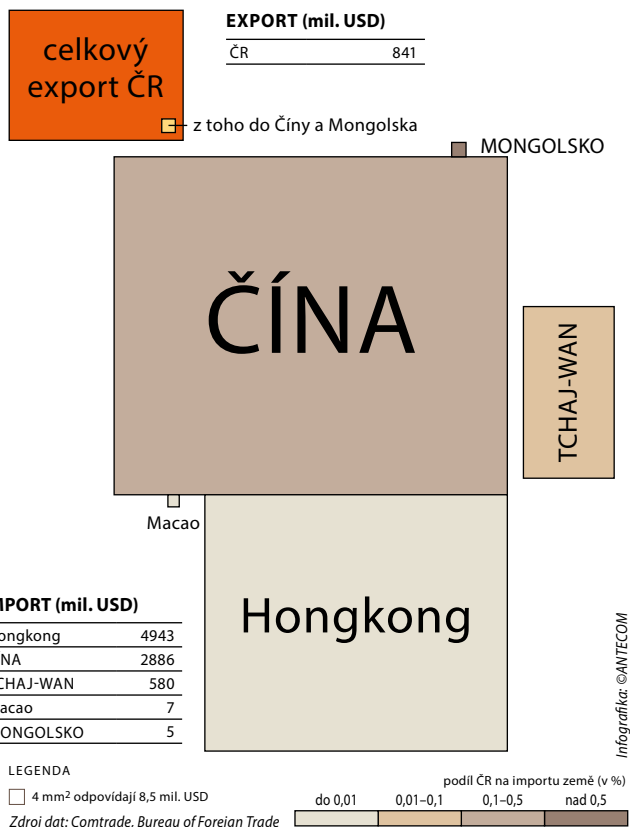 celkový
export ČR
EXPORT (mil. USD)
ČR 841
z toho do Číny a Mongolska
MONGOLSKO
ČÍNA
TCHAJ-WAN
Macao
Hongkong
MPORT (mil. USD)
ongkong 4943
NA 2886
CHAJ-WAN 580
acao 7
ONGOLSKO 5
Infografika: ©ANTECOM
LEGENDA
4 mm² odpovídají 8,5 mil. USD
podíl ČR na importu země (v %)
do 0,01 0,01–0,1 0,1–0,5 nad 0,5
Zdroj dat: Comtrade, Bureau of Foreign Trade